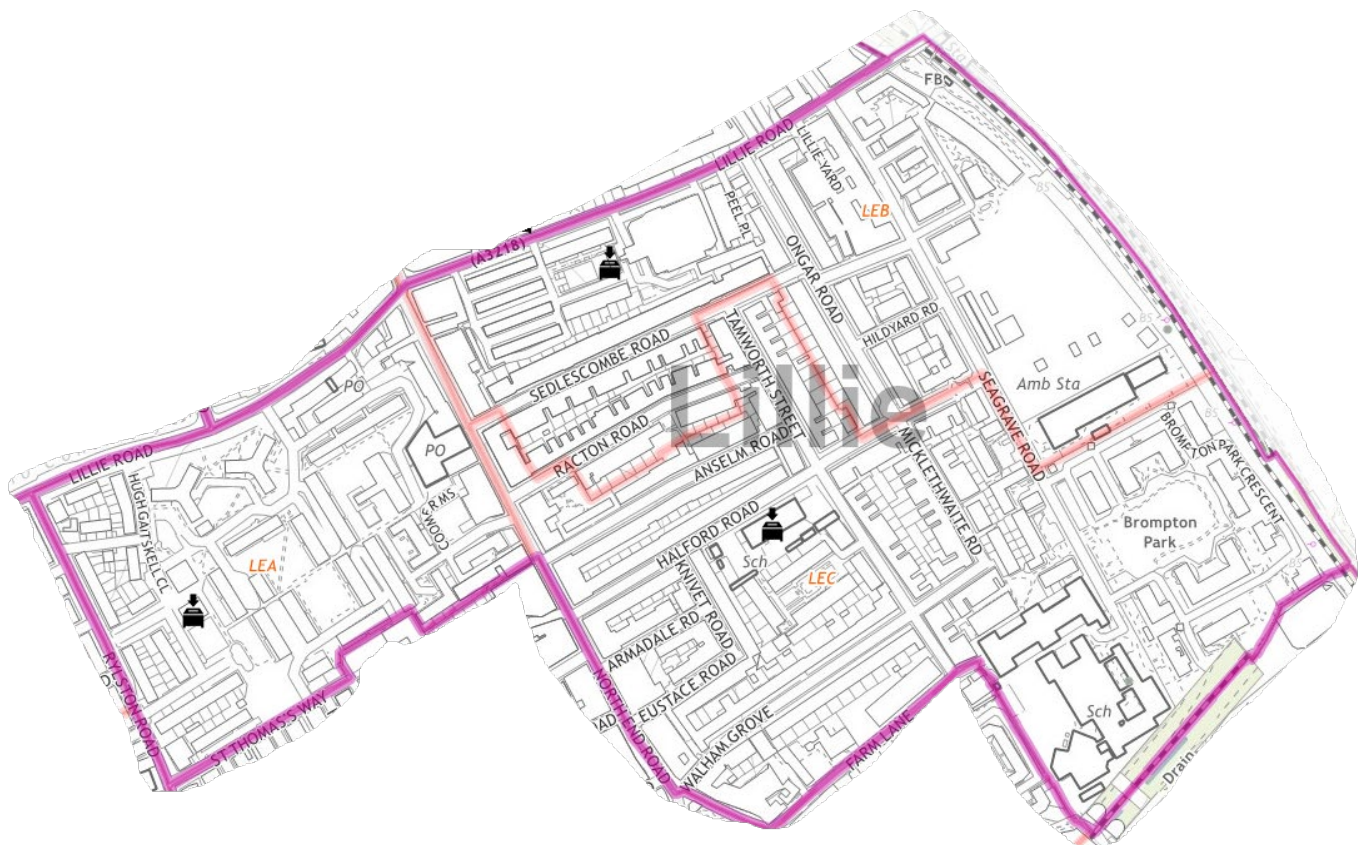 Sta
FB
LILLIE ROAD
LILLIE YARD
PEEL PL
LEB
BS
(A3218)
ONGAR ROAD
HILDYARD RD
BS
SEDLESCOMBE ROAD
TAMWORTH STREET
Lillie
PO
Amb Sta
SEAGRAVE ROAD
RACTON ROAD
ANSELM ROAD
MICKLETHWAITE RD
BROMPTON PARK CRESCENT
BS
PO
LILLIE ROAD
HUGH GAITSKELL CL
COOMER MS
HALFORD ROAD
Sch
Brompton
Park
LEA
LEC
BS
KNIVET ROAD
ARMADALE RD
EUSTACE ROAD
RYLSTON ROAD
ST THOMAS'S WAY
NORTH END ROAD
WALHAM GROVE
FARM LANE
Sch
Drain